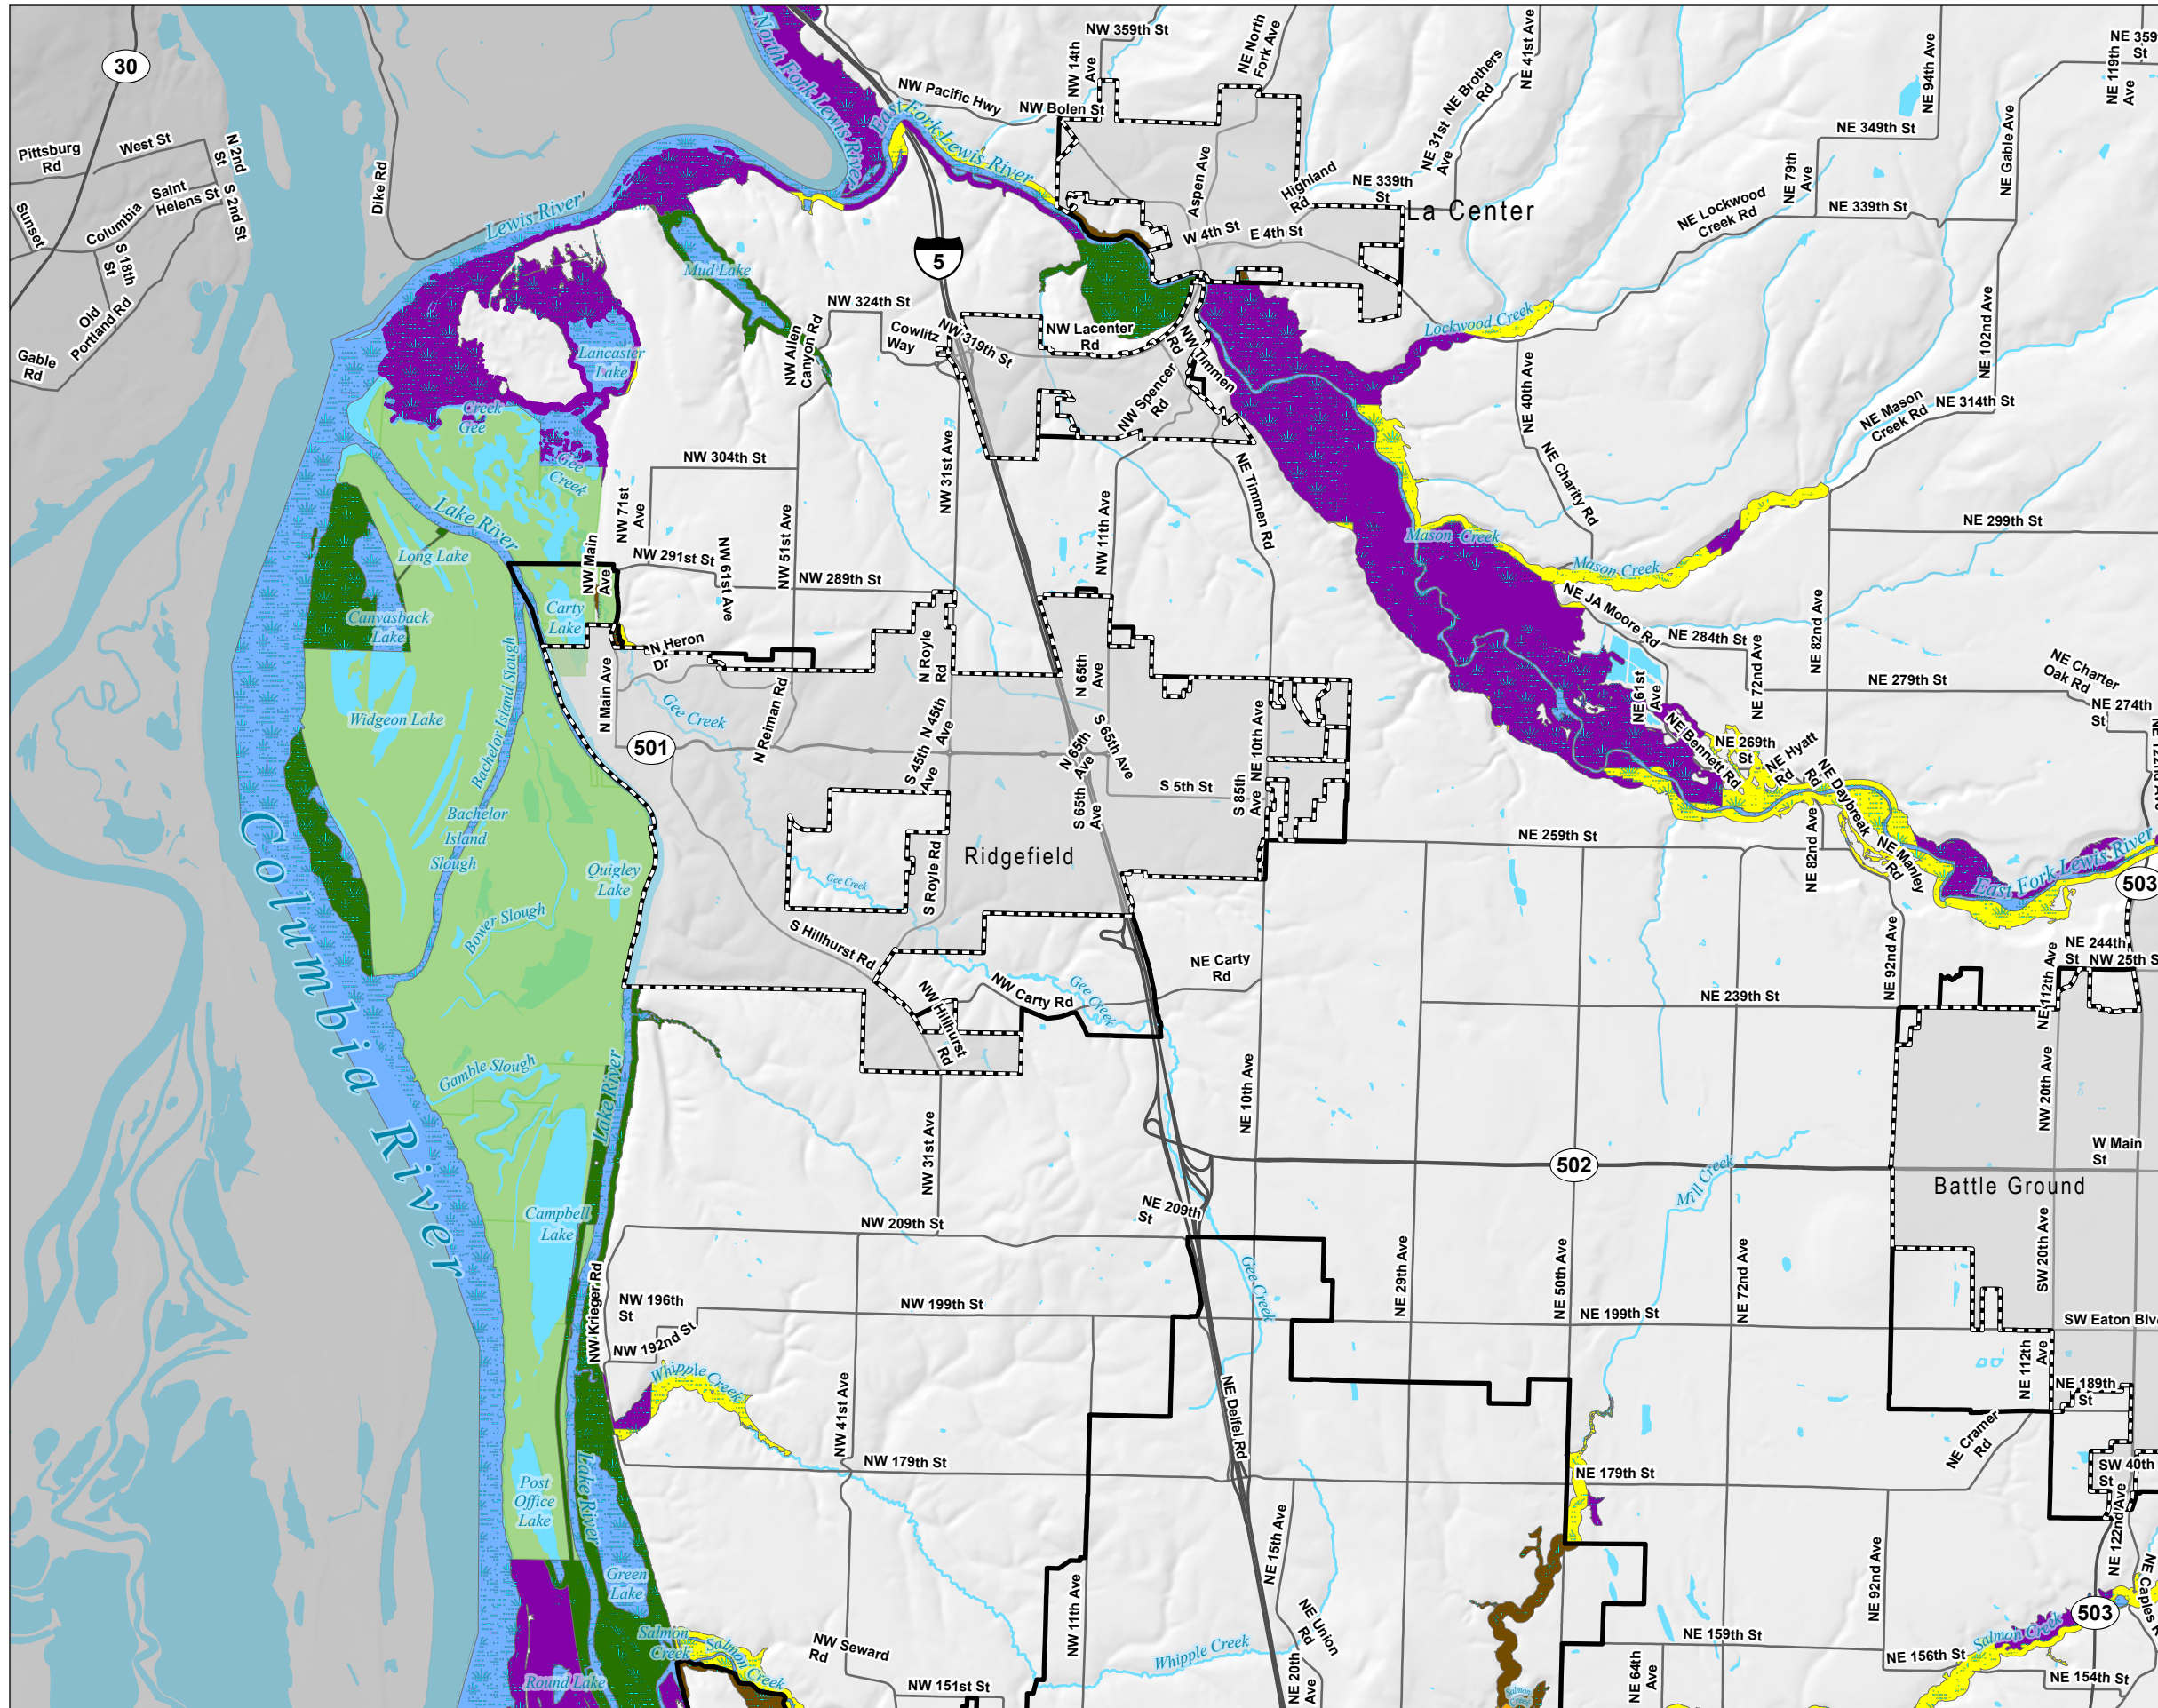 30
Pittsburg
Rd
West St
N 2nd
St
S 2nd St
Saint
Helens St
Columbia
Sunset
S 18th
St
Old
Portland Rd
Gable
Rd
Dike Rd
North Fork Lewis River
East Fork Lewis River
Lewis River
NW Pacific Hwy
NW 14th
Ave
NW 359th St
NE North
Fork Ave
NW Bolen St
NE 41st Ave
NE Brothers
Rd
NE 31st
Ave
NE 94th Ave
NE 119th
Ave
NE 359
St
NE 349th St
NE Gable Ave
NE 79th
Ave
Aspen Ave
Highland
Rd
NE 339th
St
La Center
NE Lockwood
Creek Rd
NE 339th St
W 4th St
E 4th St
5
Mud Lake
NW 324th St
Cowlitz
Way
NW 319th St
NW Lacenter
Rd
NW Timmen
Rd
NW Spencer
Rd
NW Allen
Canyon Rd
Lancaster
Lake
Lockwood Creek
NE 102nd Ave
NE 40th Ave
NE Mason
Creek Rd
NE 314th St
Creek
Gee
Gee
Creek
NW 304th St
NW 31st Ave
NW 71st
Ave
NW 51st Ave
NW 11th Ave
NE Timmen Rd
NE Charity Rd
NE 299th St
Lake River
Long Lake
NW Main
Ave
NW 291st St
NW 61st Ave
NW 289th St
Mason Creek
Mason Creek
NE JA Moore Rd
NE 284th St
NE 82nd Ave
NE 72nd Ave
NE 61st
Ave
NE Charter
Oak Rd
NE 279th St
NE 274th
St
Canvasback
Lake
Carty
Lake
N Heron
Dr
N Royle
Rd
N 65th
Ave
Widgeon Lake
Bachelor Island Slough
N Main Ave
Gee Creek
501
N Reiman Rd
N 45th
Ave
S 45th
Ave
N 65th
Ave
S 65th Ave
S 65th
Ave
NE 10th Ave
S 85th
Ave
S 5th St
NE Bennett Rd
NE 269th
St
NE Hyatt
Rd
NE Daybreak
NE Manley
Rd
NE 82nd Ave
NE 259th St
East Fork Lewis River
503
Bachelor
Island
Slough
Quigley
Lake
Bower Slough
Gee Creek
S Royle Rd
Ridgefield
S Hillhurst Rd
NW Carty Rd
Gee Creek
NE Carty
Rd
NW Hillhurst
Rd
NE 92nd Ave
NE 239th St
NE 112th Ave
NE 244th
St
NW 25th S
Columbia River
Gamble Slough
Lake River
NW 31st Ave
NE 10th Ave
NW 20th Ave
W Main
St
502
Mill Creek
Battle Ground
Campbell
Lake
NW 209th St
NE 209th
St
NE 29th Ave
NE 50th Ave
NE 72nd Ave
SW 20th Ave
NW Krieger Rd
NW 196th
St
NW 199th St
Gee Creek
NE 199th St
SW Eaton Blv
NW 192nd St
NE 112th
Ave
Whipple Creek
NW 41st Ave
NE Delfel Rd
NE 189th
St
NE Cramer
Rd
NW 179th St
NE 179th St
SW 40th
St
Post
Office
Lake
Lake River
NE 15th Ave
NE 122nd Ave
NE 92nd Ave
NE Caples
Green
Lake
NW 11th Ave
NE Union
Rd
503
Salmon
Creek
Salmon Creek
NW Seward
Rd
Whipple Creek
NE 159th St
Salmon Creek
NE 156th St
NE 154th St
Round Lake
NW 151st St
NE 20th
Ave
Salmon
Creek
NE 64th
Ave